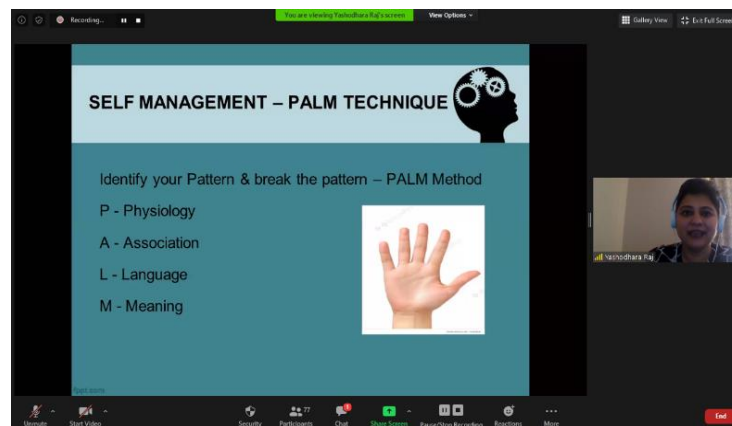 Recording...
You are viewing Yashodhara Raj's screen
View Options
Gallery View
Exit Full Screen
SELF MANAGEMENT – PALM TECHNIQUE
Identify your Pattern & break the pattern – PALM Method
P - Physiology
A - Association
L - Language
M - Meaning
Yashodhara Raj
Unmute
Start Video
Security
Participants
77
Chat
Share Screen
Pause/Stop Recording
Reactions
More
End